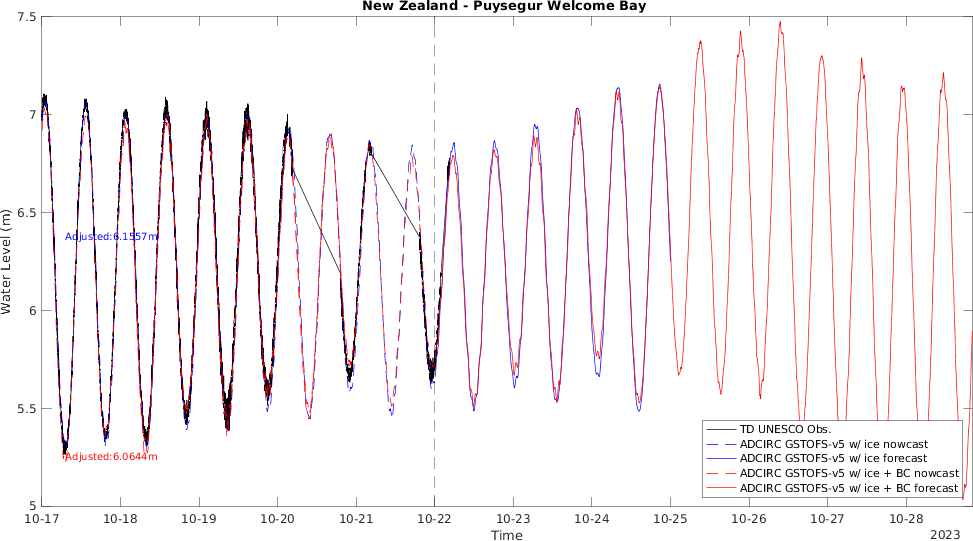 New Zealand - Puysegur Welcome Bay
7.5
7
6.5
6
5.5
5
Water Level (m)
Adjusted:6.1557m
Adjusted:6.0644m
TD UNESCO Obs.
ADCIRC GSTOFS-v5 w/ ice nowcast
ADCIRC GSTOFS-v5 w/ ice forecast
ADCIRC GSTOFS-v5 w/ ice + BC nowcast
ADCIRC GSTOFS-v5 w/ ice + BC forecast
10-17 10-18 10-19 10-20 10-21 10-22 10-23 10-24 10-25 10-26 10-27 10-28
Time
2023